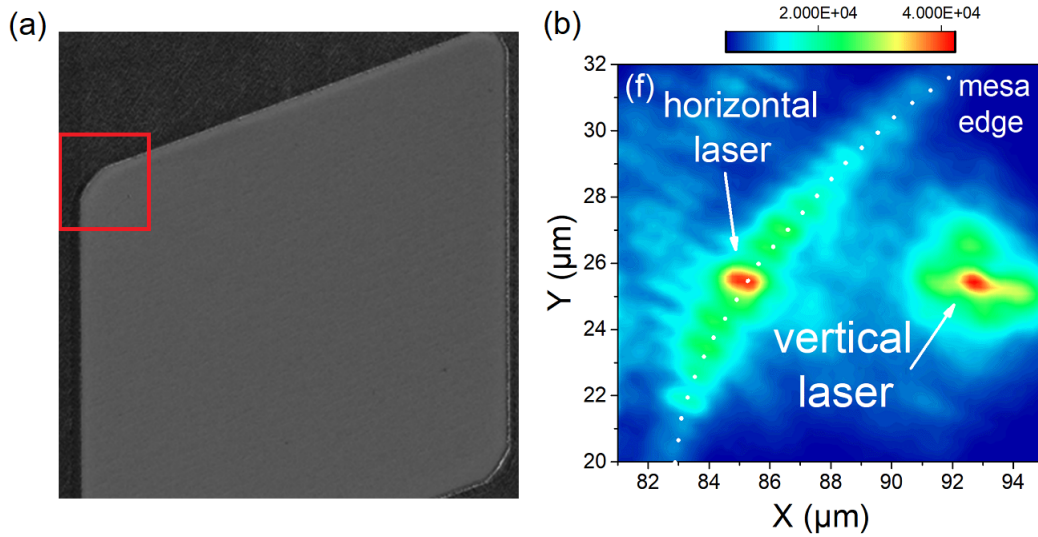 (a)
(b)
2.000E+04 4.000E+04
(f)
horizontal
laser
mesa
edge
vertical
laser
32
30
28
26
24
22
20
Y (µm)
82 84 86 88 90 92 94
X (µm)